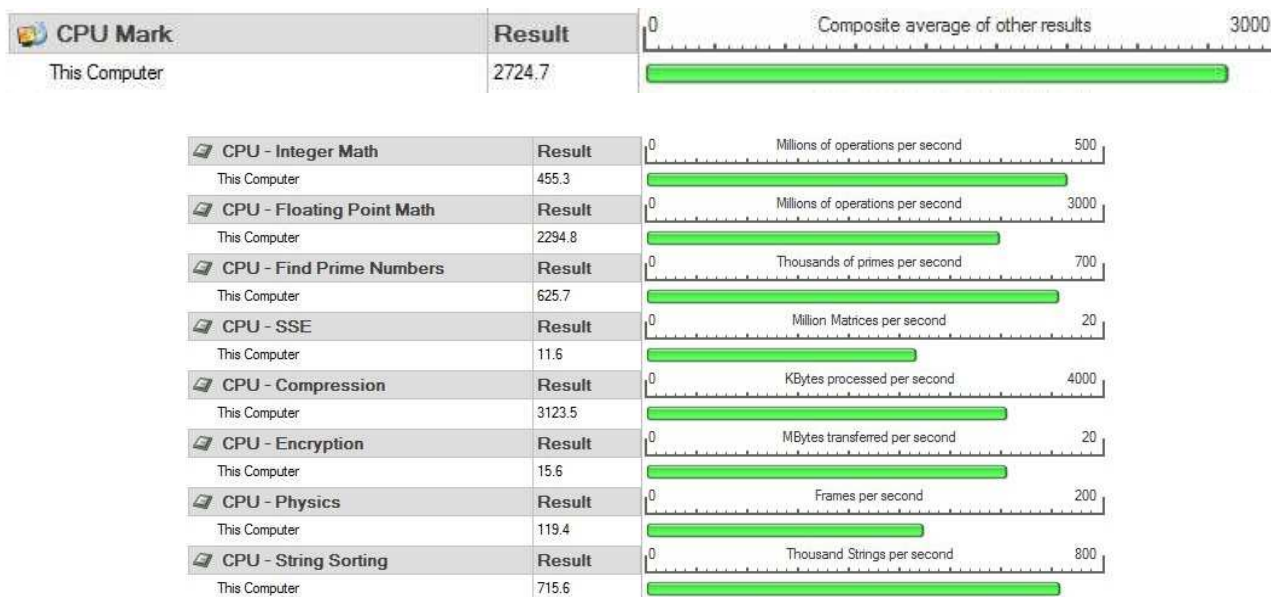 CPU Mark Result 0 Composite average of other results 3000
This Computer 2724.7
CPU - Integer Math Result 0 Millions of operations per second 500
This Computer 455.3
CPU - Floating Point Math Result 0 Millions of operations per second 3000
This Computer 2294.8
CPU - Find Prime Numbers Result 0 Thousands of primes per second 700
This Computer 625.7
CPU - SSE Result 0 Million Matrices per second 20
This Computer 11.6
CPU - Compression Result 0 KBytes processed per second 4000
This Computer 3123.5
CPU - Encryption Result 0 MBytes transferred per second 20
This Computer 15.6
CPU - Physics Result 0 Frames per second 200
This Computer 119.4
CPU - String Sorting Result 0 Thousand Strings per second 800
This Computer 715.6